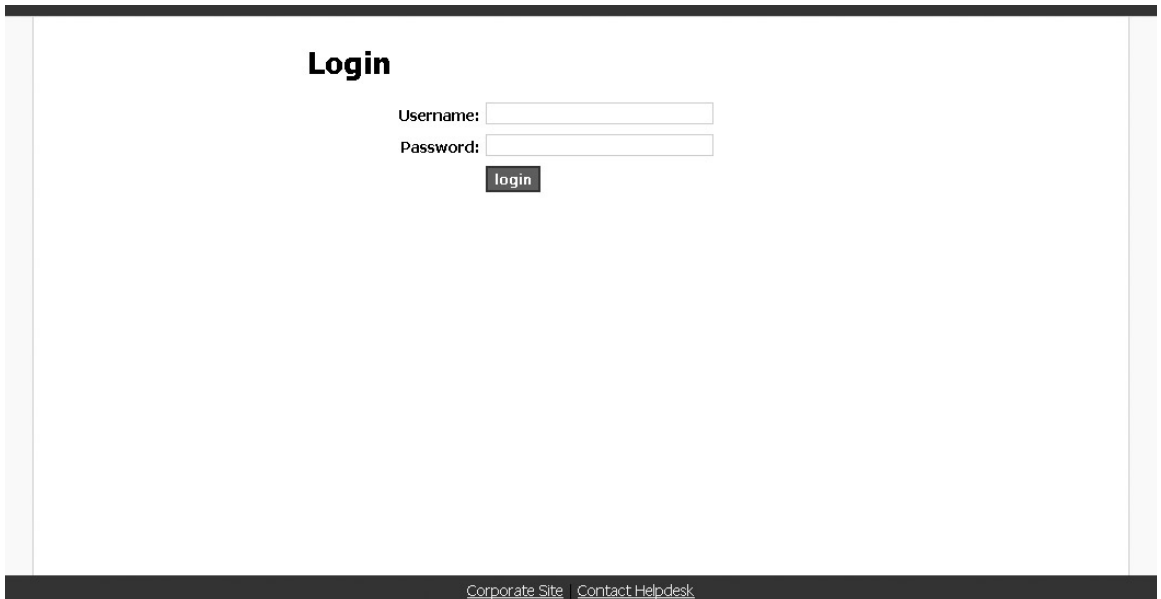 Login
Username:
Password:
login
Corporate Site | Contact Helpdesk